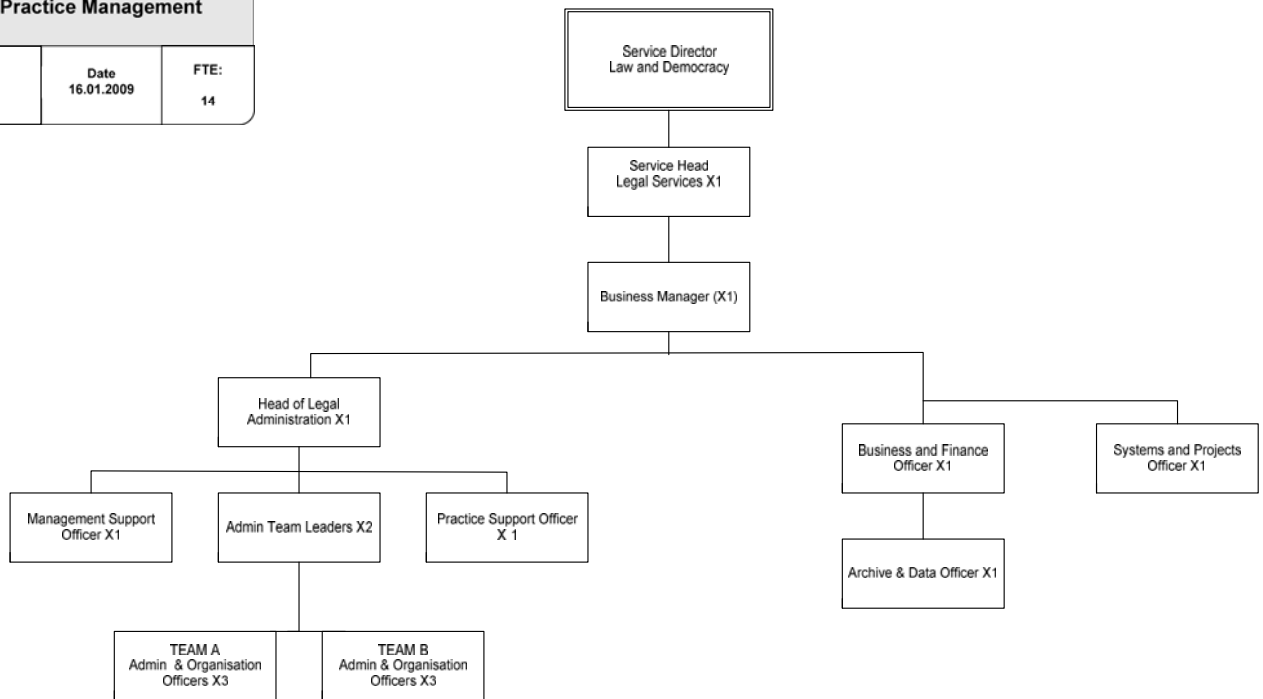 Practice Management
Date
16.01.2009
FTE:
14
Service Director
Law and Democracy
Service Head
Legal Services X1
Business Manager (X1)
Head of Legal
Administration X1
Business and Finance
Officer X1
Systems and Projects
Officer X1
Management Support
Officer X1
Admin Team Leaders X2
Practice Support Officer
X 1
Archive & Data Officer X1
TEAM A
Admin & Organisation
Officers X3
TEAM B
Admin & Organisation
Officers X3